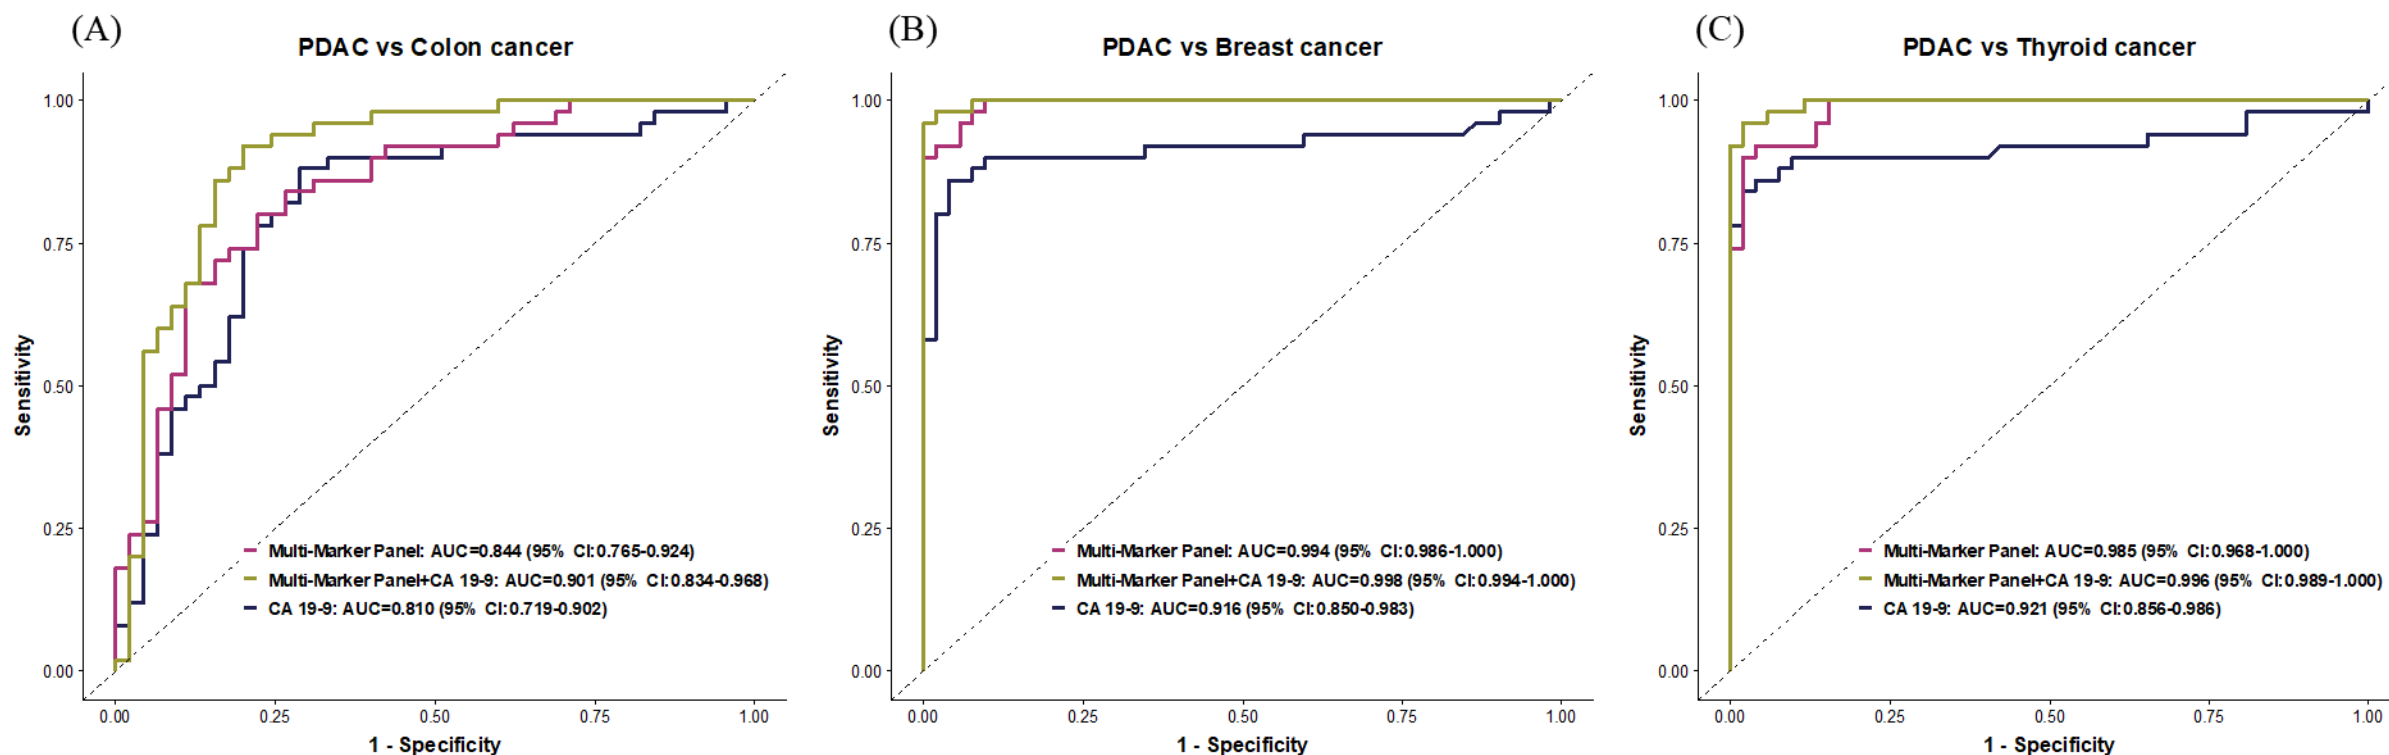 (A)
PDAC vs Colon cancer
1.00
0.75
0.50
0.25
0.00
Sensitivity
Multi-Marker Panel: AUC=0.844 (95% CI:0.765-0.924)
Multi-Marker Panel+CA 19-9: AUC=0.901 (95% CI:0.834-0.968)
CA 19-9: AUC=0.810 (95% CI:0.719-0.902)
0.00 0.25 0.50 0.75 1.00
1 - Specificity
(B)
PDAC vs Breast cancer
1.00
0.75
0.50
0.25
0.00
Sensitivity
Multi-Marker Panel: AUC=0.994 (95% CI:0.986-1.000)
Multi-Marker Panel+CA 19-9: AUC=0.998 (95% CI:0.994-1.000)
CA 19-9: AUC=0.916 (95% CI:0.850-0.983)
0.00 0.25 0.50 0.75 1.00
1 - Specificity
(C)
PDAC vs Thyroid cancer
1.00
0.75
0.50
0.25
0.00
Sensitivity
Multi-Marker Panel: AUC=0.985 (95% CI:0.968-1.000)
Multi-Marker Panel+CA 19-9: AUC=0.996 (95% CI:0.989-1.000)
CA 19-9: AUC=0.921 (95% CI:0.856-0.986)
0.00 0.25 0.50 0.75 1.00
1 - Specificity